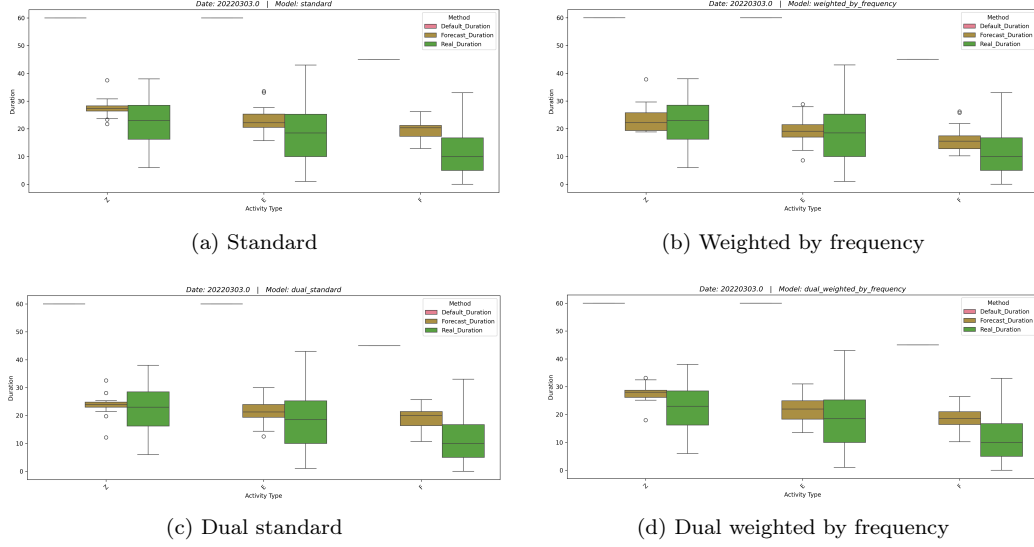 Date: 20220303.0 | Model: standard
Method
Default_Duration
Forecast_Duration
Real_Duration
60
50
40
30
20
10
0
Duration
Z
E
F
Activity Type
(a) Standard
Date: 20220303.0 | Model: weighted_by_frequency
Method
Default_Duration
Forecast_Duration
Real_Duration
60
50
40
30
20
10
0
Duration
Z
E
F
Activity Type
(b) Weighted by frequency
Date: 20220303.0 | Model: dual_standard
Method
Default_Duration
Forecast_Duration
Real_Duration
60
50
40
30
20
10
0
Duration
Z
E
F
Activity Type
(c) Dual standard
Date: 20220303.0 | Model: dual_weighted_by_frequency
Method
Default_Duration
Forecast_Duration
Real_Duration
60
50
40
30
20
10
0
Duration
Z
E
F
Activity Type
(d) Dual weighted by frequency